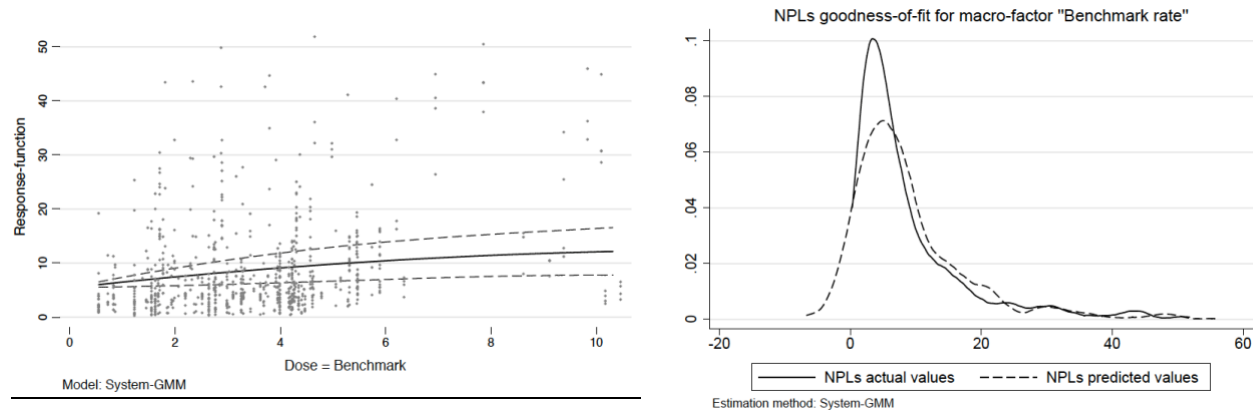 Response-function
50
40
30
20
10
0
0 2 4 6 8 10
Dose = Benchmark
Model: System-GMM
NPLs goodness-of-fit for macro-factor "Benchmark rate"
.1
.08
.06
.04
.02
0
-20 0 20 40 60
NPLs actual values NPLs predicted values
Estimation method: System-GMM